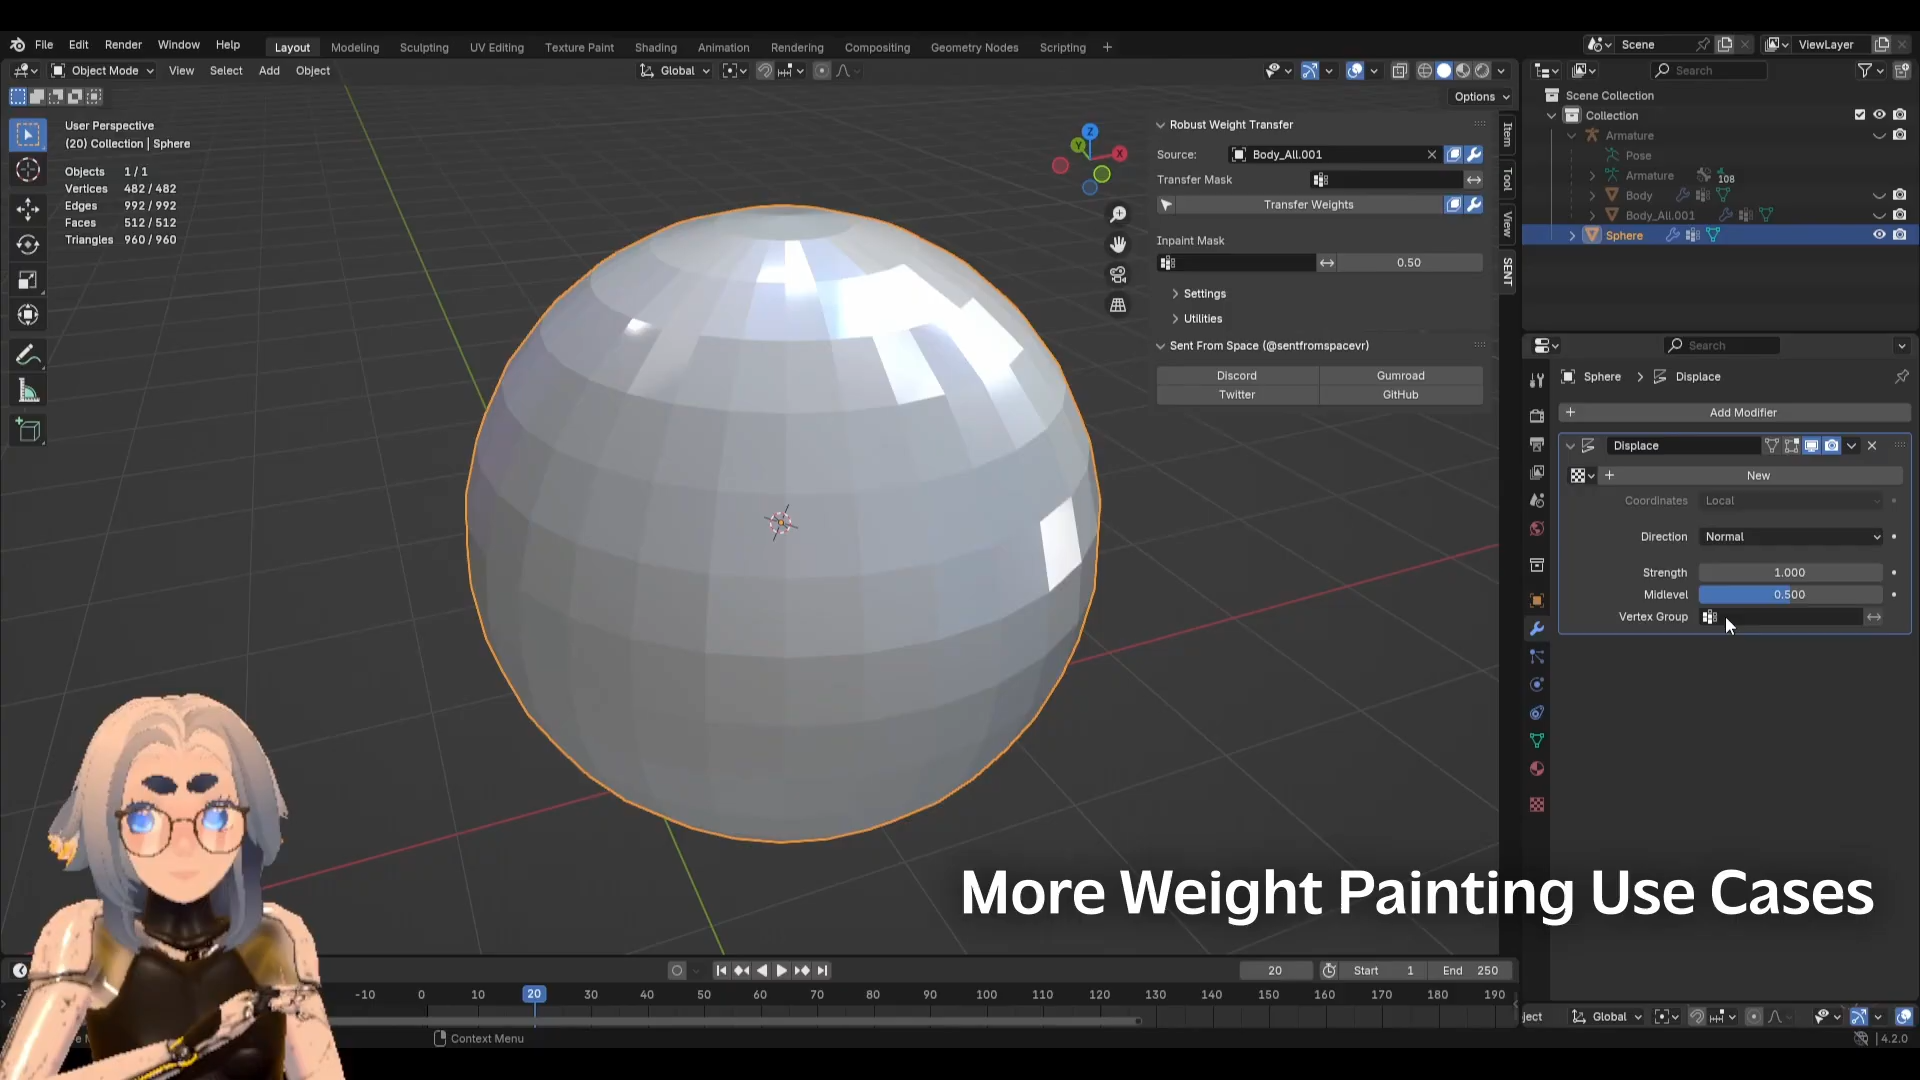 File Edit Render Window Help Layout Modeling Sculpting UV Editing Texture Paint Shading Animation Rendering Compositing Geometry Nodes Scripting + Scene ViewLayer
Object Mode View Select Add Object Global Search
Options
User Perspective
(20) Collection | Sphere
Objects 1 / 1
Vertices 482 / 482
Edges 992 / 992
Faces 512 / 512
Triangles 960 / 960
Z
Y
X
Robust Weight Transfer
Source: Body_All.001
Transfer Mask
Transfer Weights
Inpaint Mask
0.50
Settings
Utilities
Sent From Space (@sentfromspacevr)
Discord Gumroad
Twitter GitHub
Item
Tool
View
SENT
Scene Collection
Collection
Armature
Pose
Armature 108
Body
Body_All.001
Sphere
Search
Sphere > Displace
+ Add Modifier
Displace
+ New
Coordinates Local
Direction Normal
Strength 1.000
Midlevel 0.500
Vertex Group
More Weight Painting Use Cases
20 Start 1 End 250
-10 0 10 20 30 40 50 60 70 80 90 100 110 120 130 140 150 160 170 180 190
ject Global
Context Menu
4.2.0